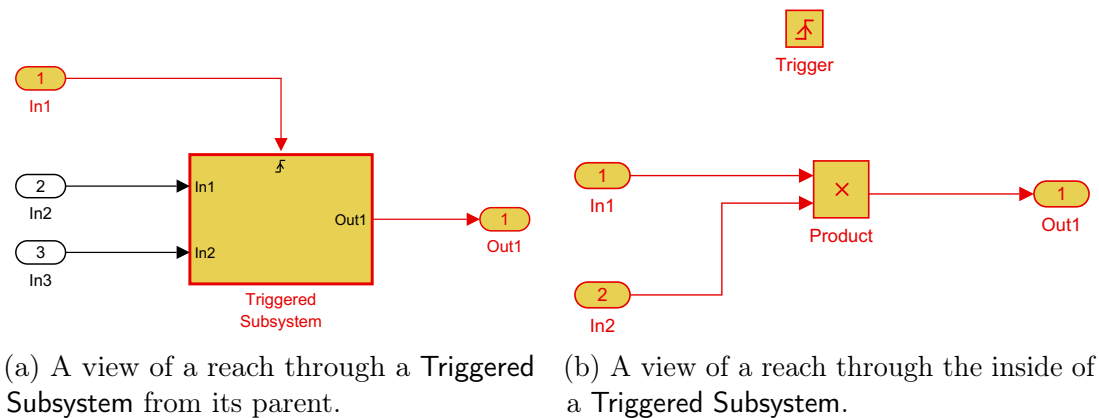 1
In1
2
In2
3
In3
In1
In2
Out1
Triggered
Subsystem
1
Out1
Trigger
1
In1
2
In2
×
Product
1
Out1
(a) A view of a reach through a Triggered
Subsystem from its parent.
(b) A view of a reach through the inside of
a Triggered Subsystem.